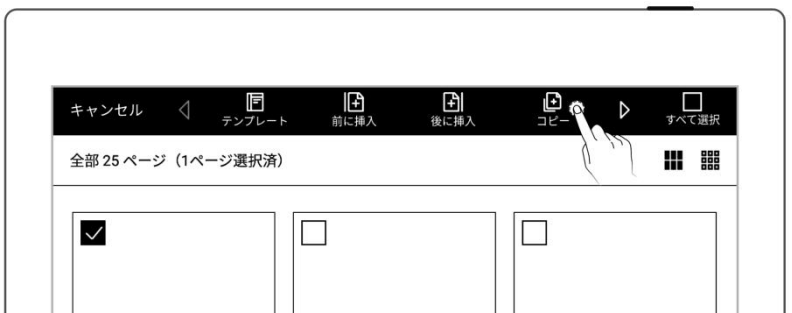 キャンセル
テンプレート
前に挿入
後に挿入
コピー
すべて選択
全部 25 ページ（1ページ選択済）